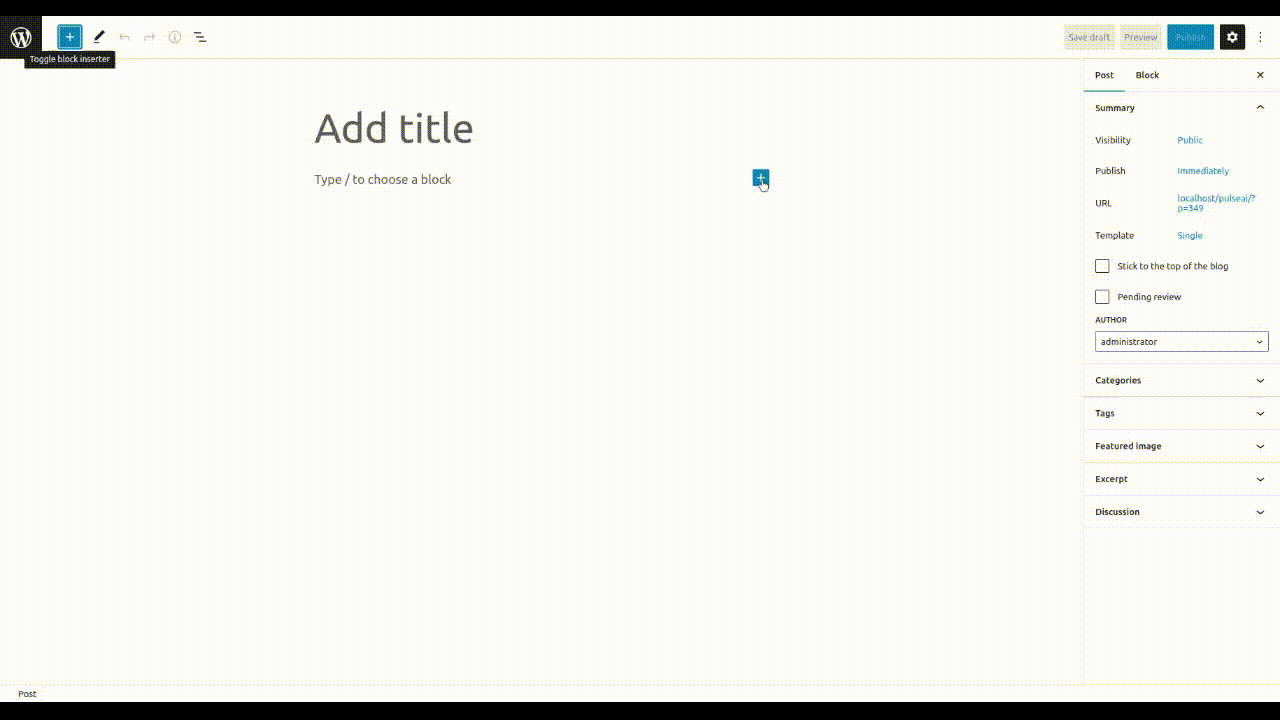 Save draft
Preview
Publish
Toggle block inserter
Post
Block
Summary
Add title
Visibility
Public
Type / to choose a block
Publish
Immediately
URL
localhost/pulseai/?
p=349
Template
Single
Stick to the top of the blog
Pending review
AUTHOR
administrator
Categories
Tags
Featured image
Excerpt
Discussion
Post